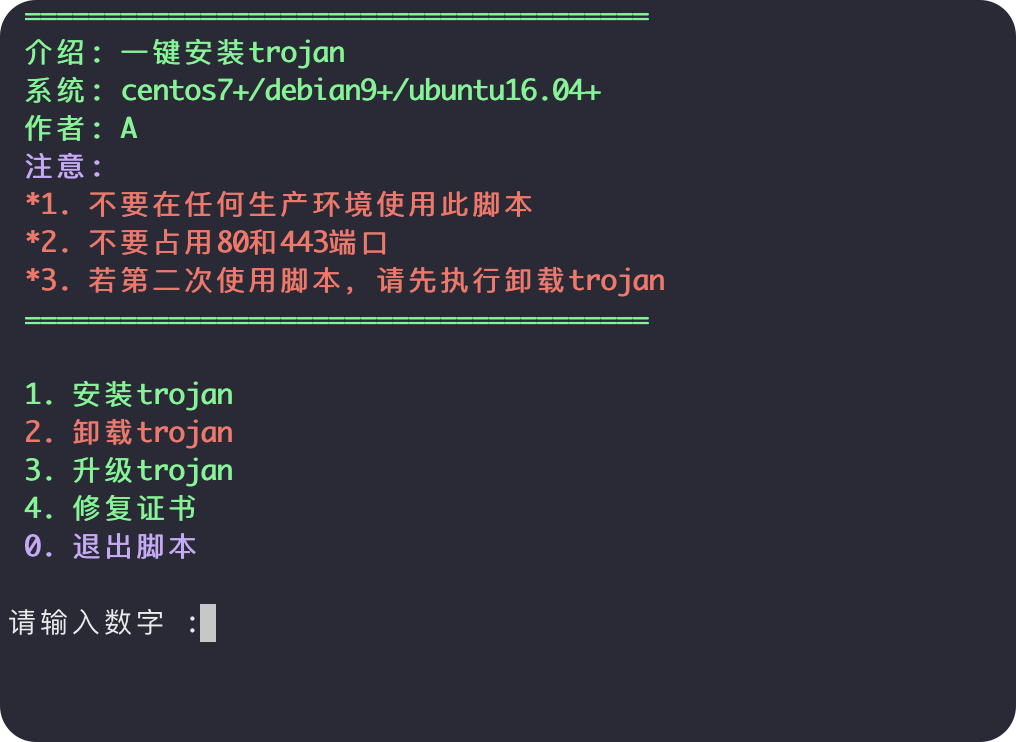 =======================================
介绍：一键安装trojan
系统：centos7+/debian9+/ubuntu16.04+
作者：A
注意：
*1. 不要在任何生产环境使用此脚本
*2. 不要占用80和443端口
*3. 若第二次使用脚本，请先执行卸载trojan
=======================================
1. 安装trojan
2. 卸载trojan
3. 升级trojan
4. 修复证书
0. 退出脚本
请输入数字 :